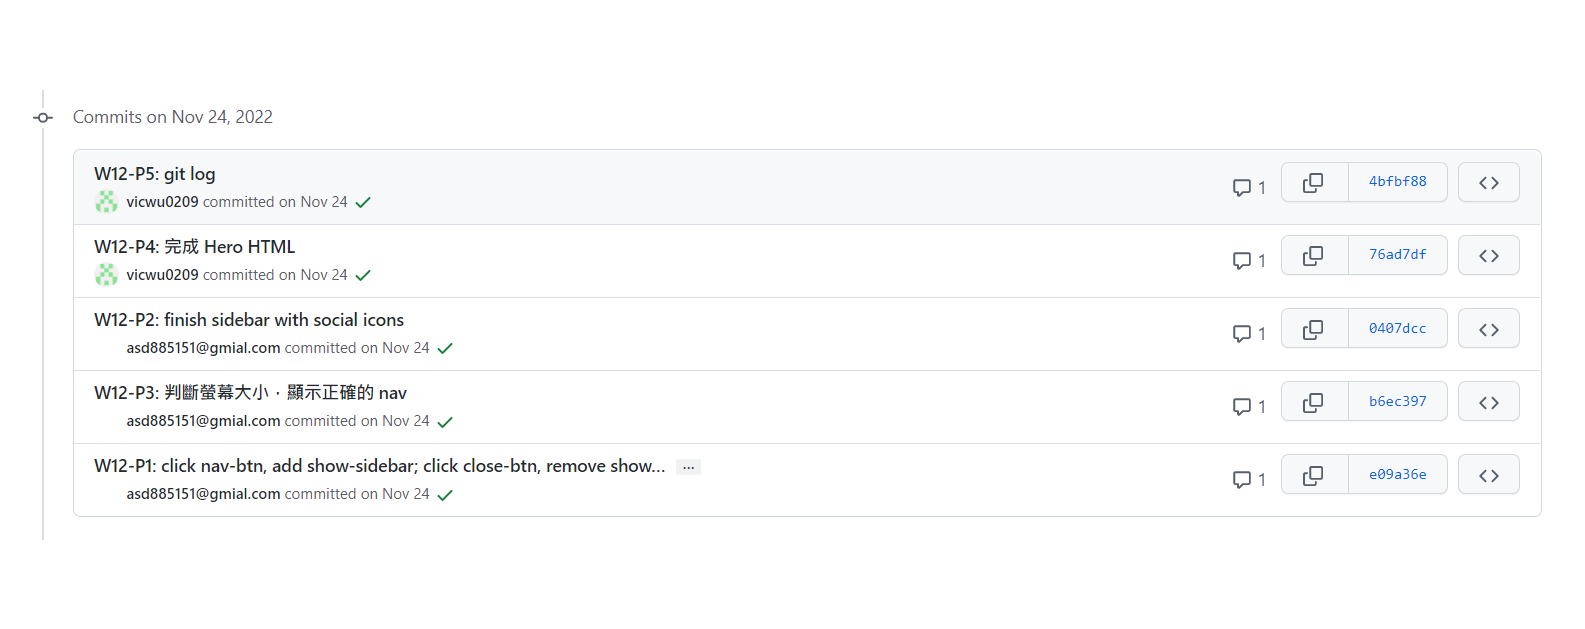 Commits on Nov 24, 2022
W12-P5: git log
vicwu0209 committed on Nov 24
1
4bfbf88
W12-P4: 完成 Hero HTML
vicwu0209 committed on Nov 24
1
76ad7df
W12-P2: finish sidebar with social icons
asd885151@gmial.com committed on Nov 24
1
0407dcc
W12-P3: 判斷螢幕大小，顯示正確的 nav
asd885151@gmial.com committed on Nov 24
1
b6ec397
W12-P1: click nav-btn, add show-sidebar; click close-btn, remove show… …
asd885151@gmial.com committed on Nov 24
1
e09a36e